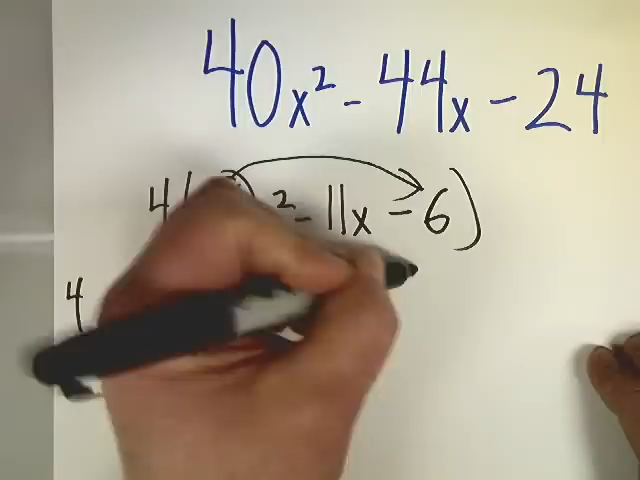 40x² - 44x - 24
4( ² - 11x - 6)
4